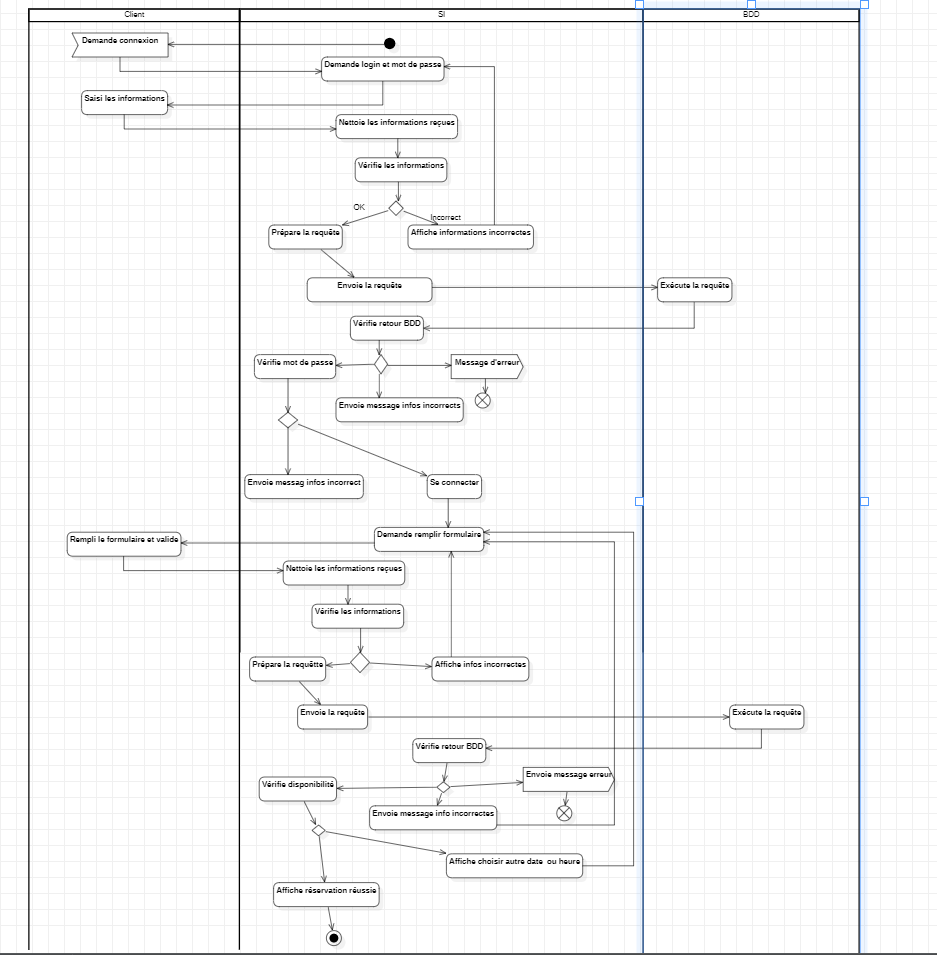 Client
SI
BDD
Demande connexion
Demande login et mot de passe
Saisi les informations
Nettoie les informations reçues
Vérifie les informations
OK
Incorrect
Prépare la requête
Affiche informations incorrectes
Envoie la requête
Exécute la requête
Vérifie retour BDD
Vérifie mot de passe
Message d'erreur
Envoie message infos incorrects
Envoie messag infos incorrect
Se connecter
Demande remplir formulaire
Rempli le formulaire et valide
Nettoie les informations reçues
Vérifie les informations
Prépare la requêtte
Affiche infos incorrectes
Envoie la requête
Exécute la requête
Vérifie retour BDD
Envoie message erreur
Vérifie disponibilité
Envoie message info incorrectes
Affiche choisir autre date ou heure
Affiche réservation réussie